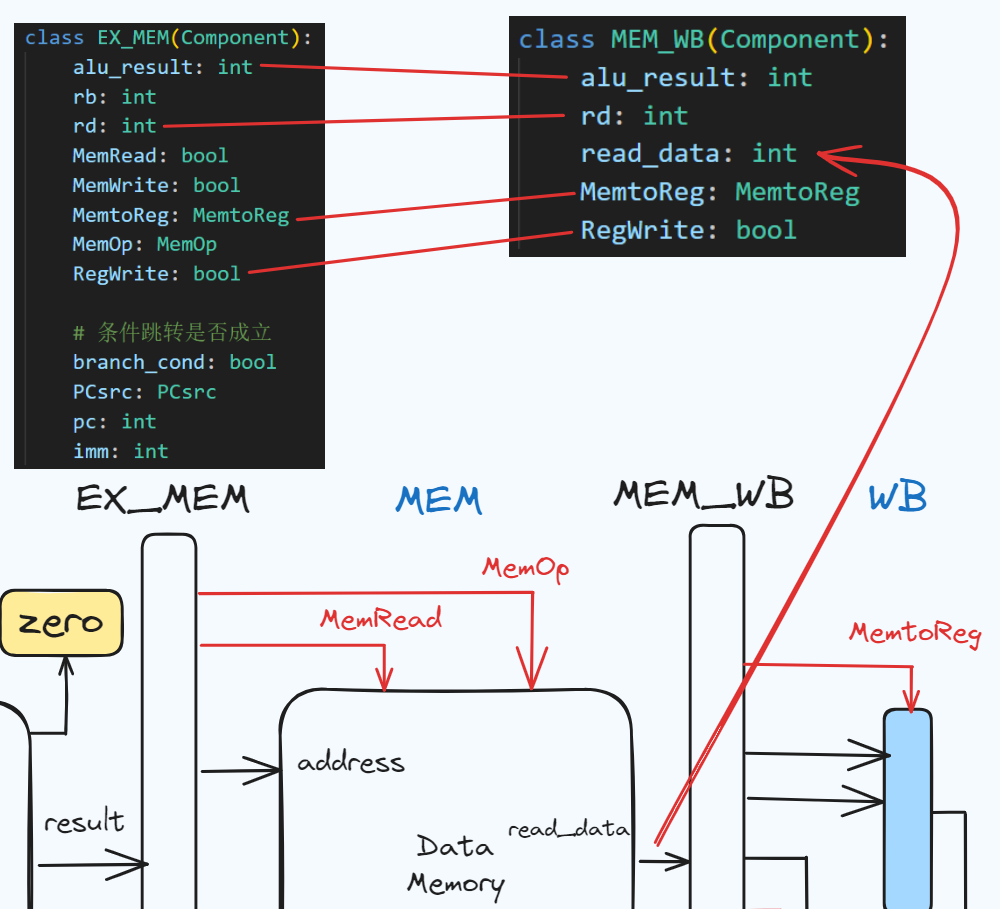 class EX_MEM(Component):
alu_result: int
rb: int
rd: int
MemRead: bool
MemWrite: bool
MemtoReg: MemtoReg
MemOp: MemOp
RegWrite: bool
# 条件跳转是否成立
branch_cond: bool
PCsrc: PCsrc
pc: int
imm: int
class MEM_WB(Component):
alu_result: int
rd: int
read_data: int
MemtoReg: MemtoReg
RegWrite: bool
EX_MEM
MEM
MEM_WB
WB
MemOp
MemRead
zero
MemtoReg
address
result
read_data
Data
Memory